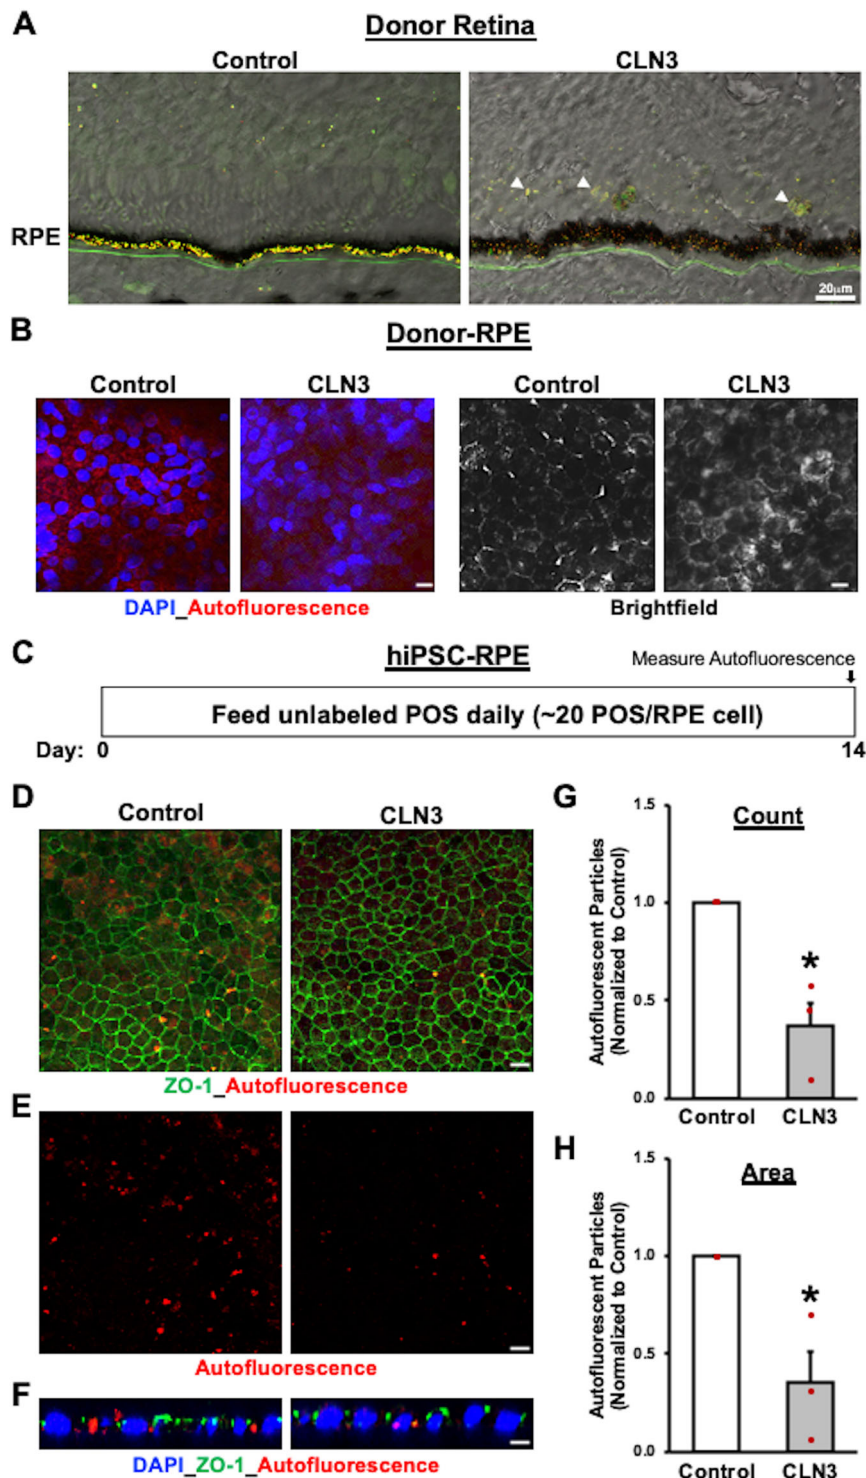 A
Donor Retina
Control
CLN3
RPE
20μm
B
Donor-RPE
Control
CLN3
Control
CLN3
DAPI_Autofluorescence
Brightfield
C
hiPSC-RPE
Measure Autofluorescence
Feed unlabeled POS daily (~20 POS/RPE cell)
Day: 0
14
D
Control
CLN3
ZO-1_Autofluorescence
E
Autofluorescence
F
DAPI_ZO-1_Autofluorescence
G
Count
Autofluorescent Particles
(Normalized to Control)
1.5
1.0
0.5
0.0
*
Control
CLN3
H
Area
Autofluorescent Particles
(Normalized to Control)
1.5
1.0
0.5
0.0
*
Control
CLN3